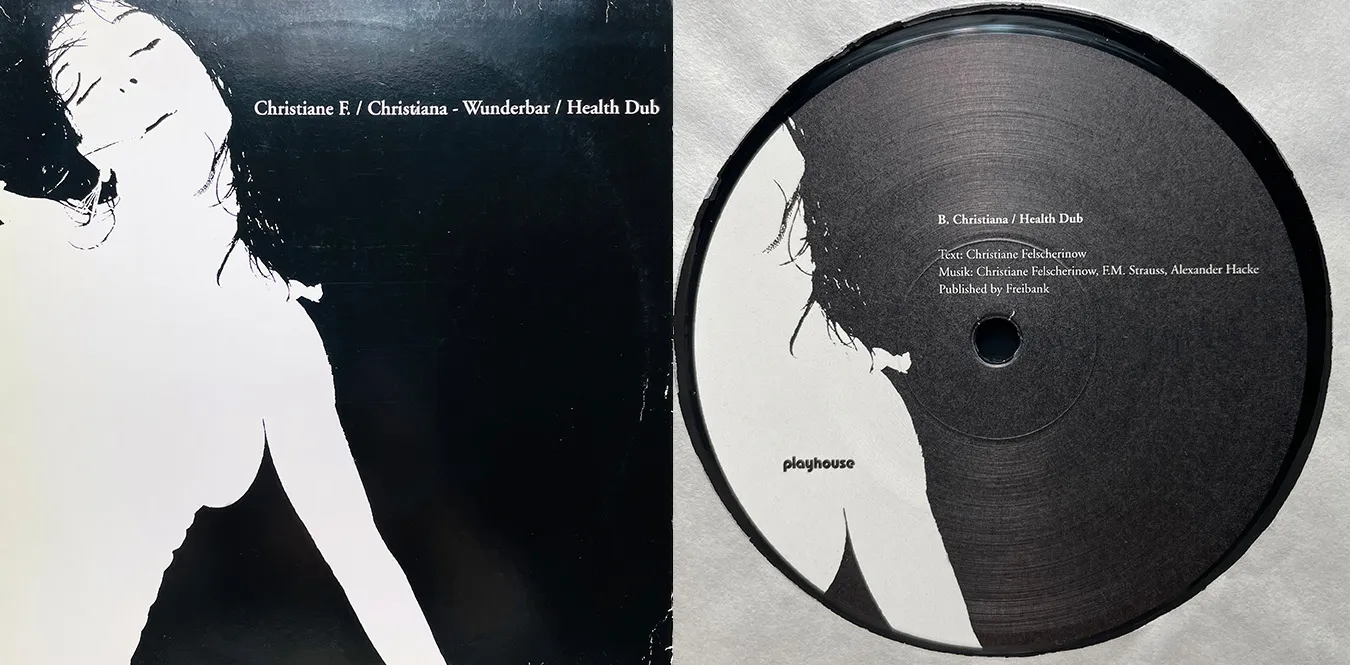 Christiane F. / Christiana - Wunderbar / Health Dub
B. Christiana / Health Dub
Text: Christiane Felscherinow
Musik: Christiane Felscherinow, F.M. Strauss, Alexander Hacke
Published by Freibank
playhouse